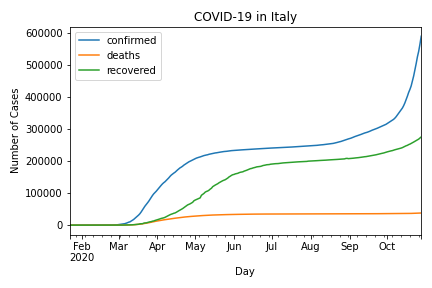 COVID-19 in Italy
confirmed
deaths
recovered
Number of Cases
600000
500000
400000
300000
200000
100000
0
Feb Mar Apr May Jun Jul Aug Sep Oct
2020
Day